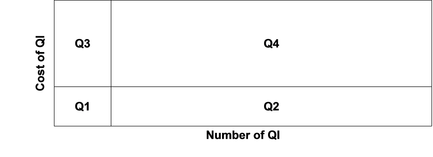 Cost of QI
Q3 Q4
Q1 Q2
Number of QI